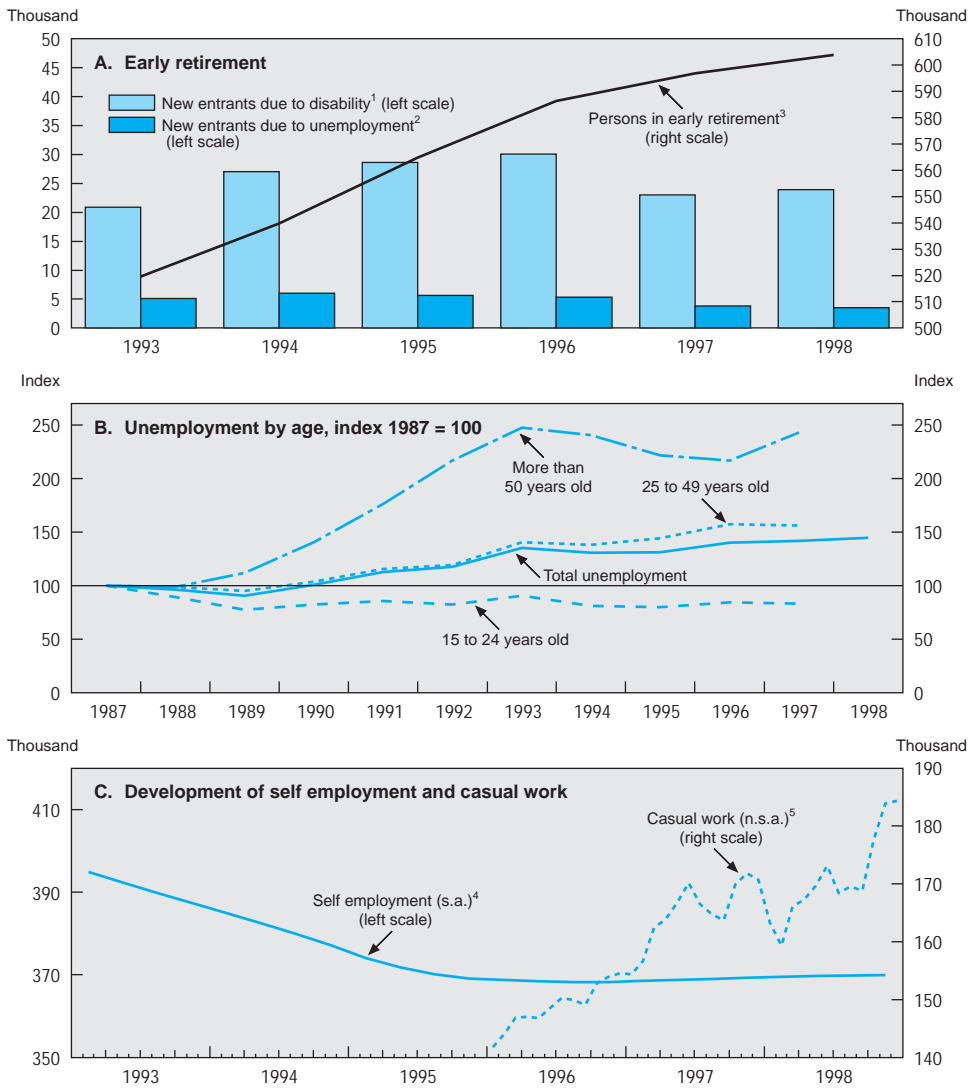 Thousand
Thousand
A. Early retirement
New entrants due to disability1 (left scale)
New entrants due to unemployment2
(left scale)
Persons in early retirement3
(right scale)
50
45
40
35
30
25
20
15
10
5
0
610
600
590
580
570
560
550
540
530
520
510
500
1993 1994 1995 1996 1997 1998
Index
Index
B. Unemployment by age, index 1987 = 100
More than
50 years old
25 to 49 years old
Total unemployment
15 to 24 years old
250
200
150
100
50
0
250
200
150
100
50
0
1987 1988 1989 1990 1991 1992 1993 1994 1995 1996 1997 1998
Thousand
Thousand
C. Development of self employment and casual work
Casual work (n.s.a.)5
(right scale)
Self employment (s.a.)4
(left scale)
410
390
370
350
190
180
170
160
150
140
1993 1994 1995 1996 1997 1998